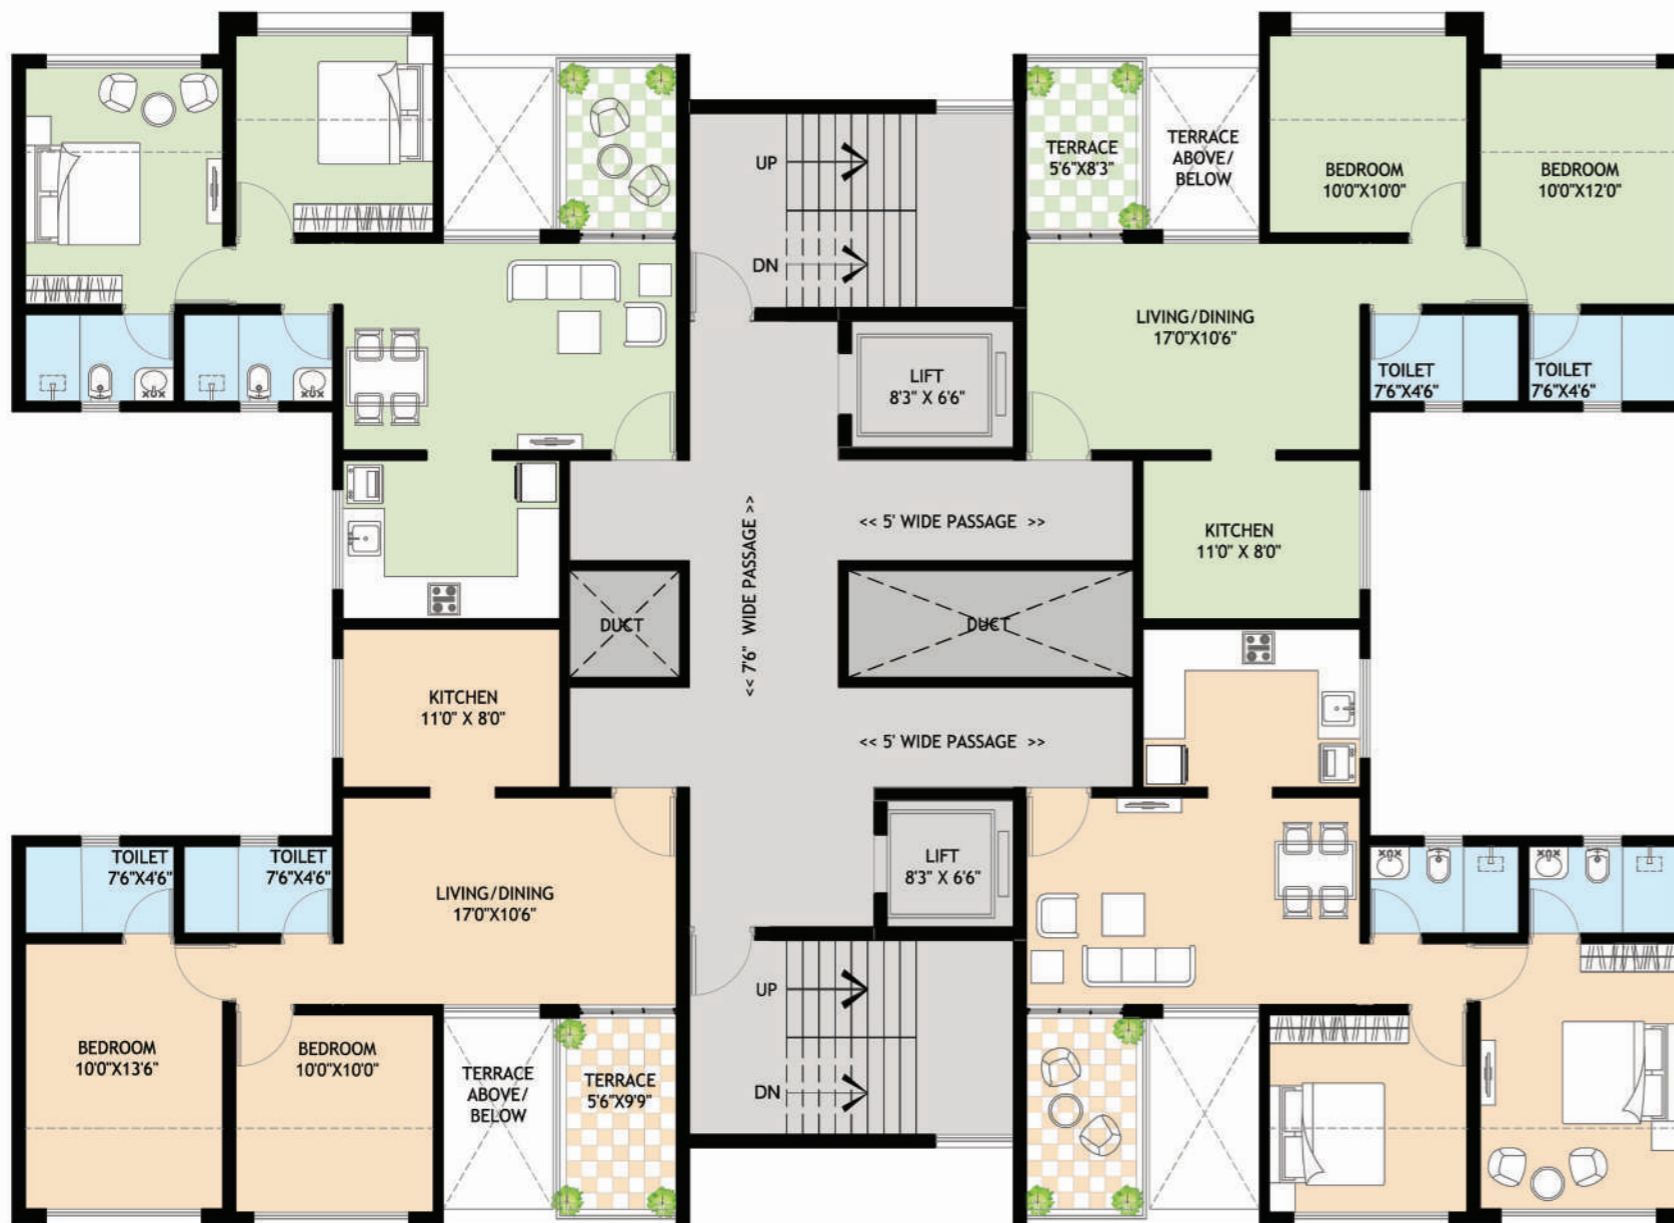 UP
DN
TERRACE
5'6"X8'3"
TERRACE
ABOVE/
BELOW
BEDROOM
10'0"X10'0"
BEDROOM
10'0"X12'0"
LIVING/DINING
17'0"X10'6"
LIFT
8'3" X 6'6"
TOILET
7'6"X4'6"
TOILET
7'6"X4'6"
<< 7'6" WIDE PASSAGE >>
<< 5' WIDE PASSAGE >>
KITCHEN
11'0" X 8'0"
DUCT
DUCT
KITCHEN
11'0" X 8'0"
<< 5' WIDE PASSAGE >>
TOILET
7'6"X4'6"
TOILET
7'6"X4'6"
LIVING/DINING
17'0"X10'6"
LIFT
8'3" X 6'6"
UP
DN
BEDROOM
10'0"X13'6"
BEDROOM
10'0"X10'0"
TERRACE
ABOVE/
BELOW
TERRACE
5'6"X9'9"